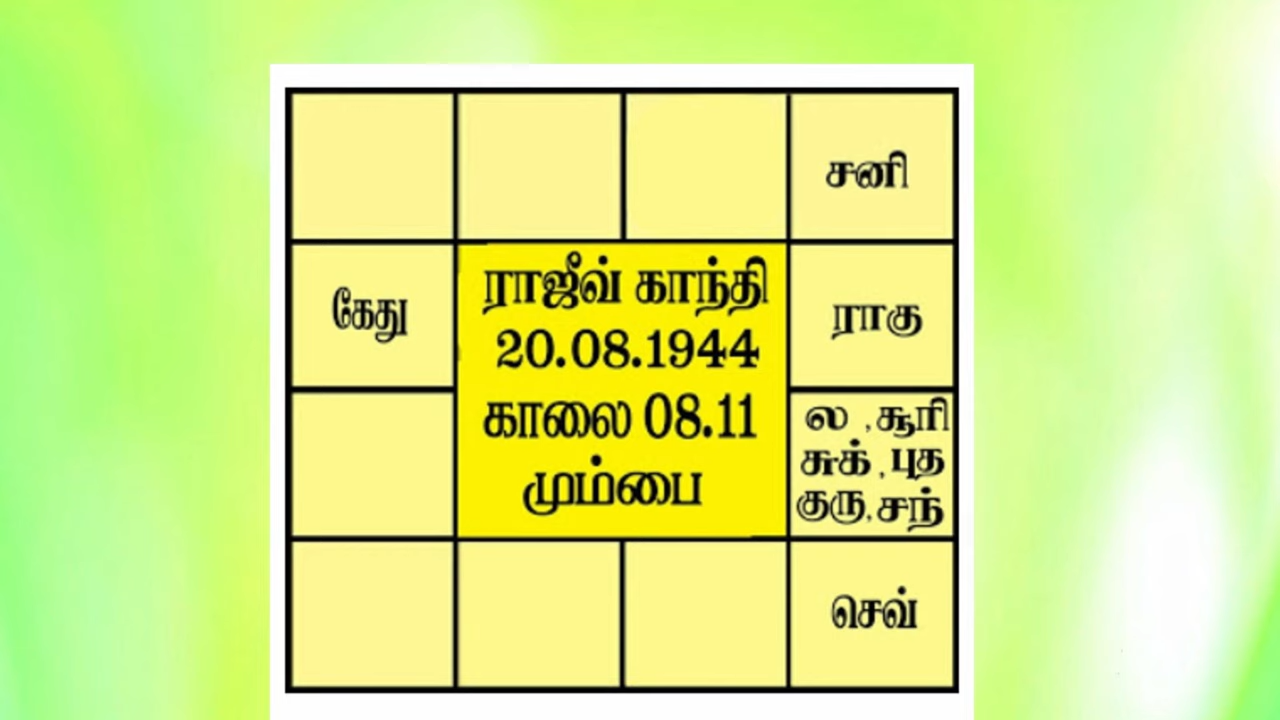 சனி
கேது
ராஜீவ் காந்தி
20.08.1944
காலை 08.11
மும்பை
ராகு
ல , சூரி
சுக் , புத
குரு, சந்
செவ்